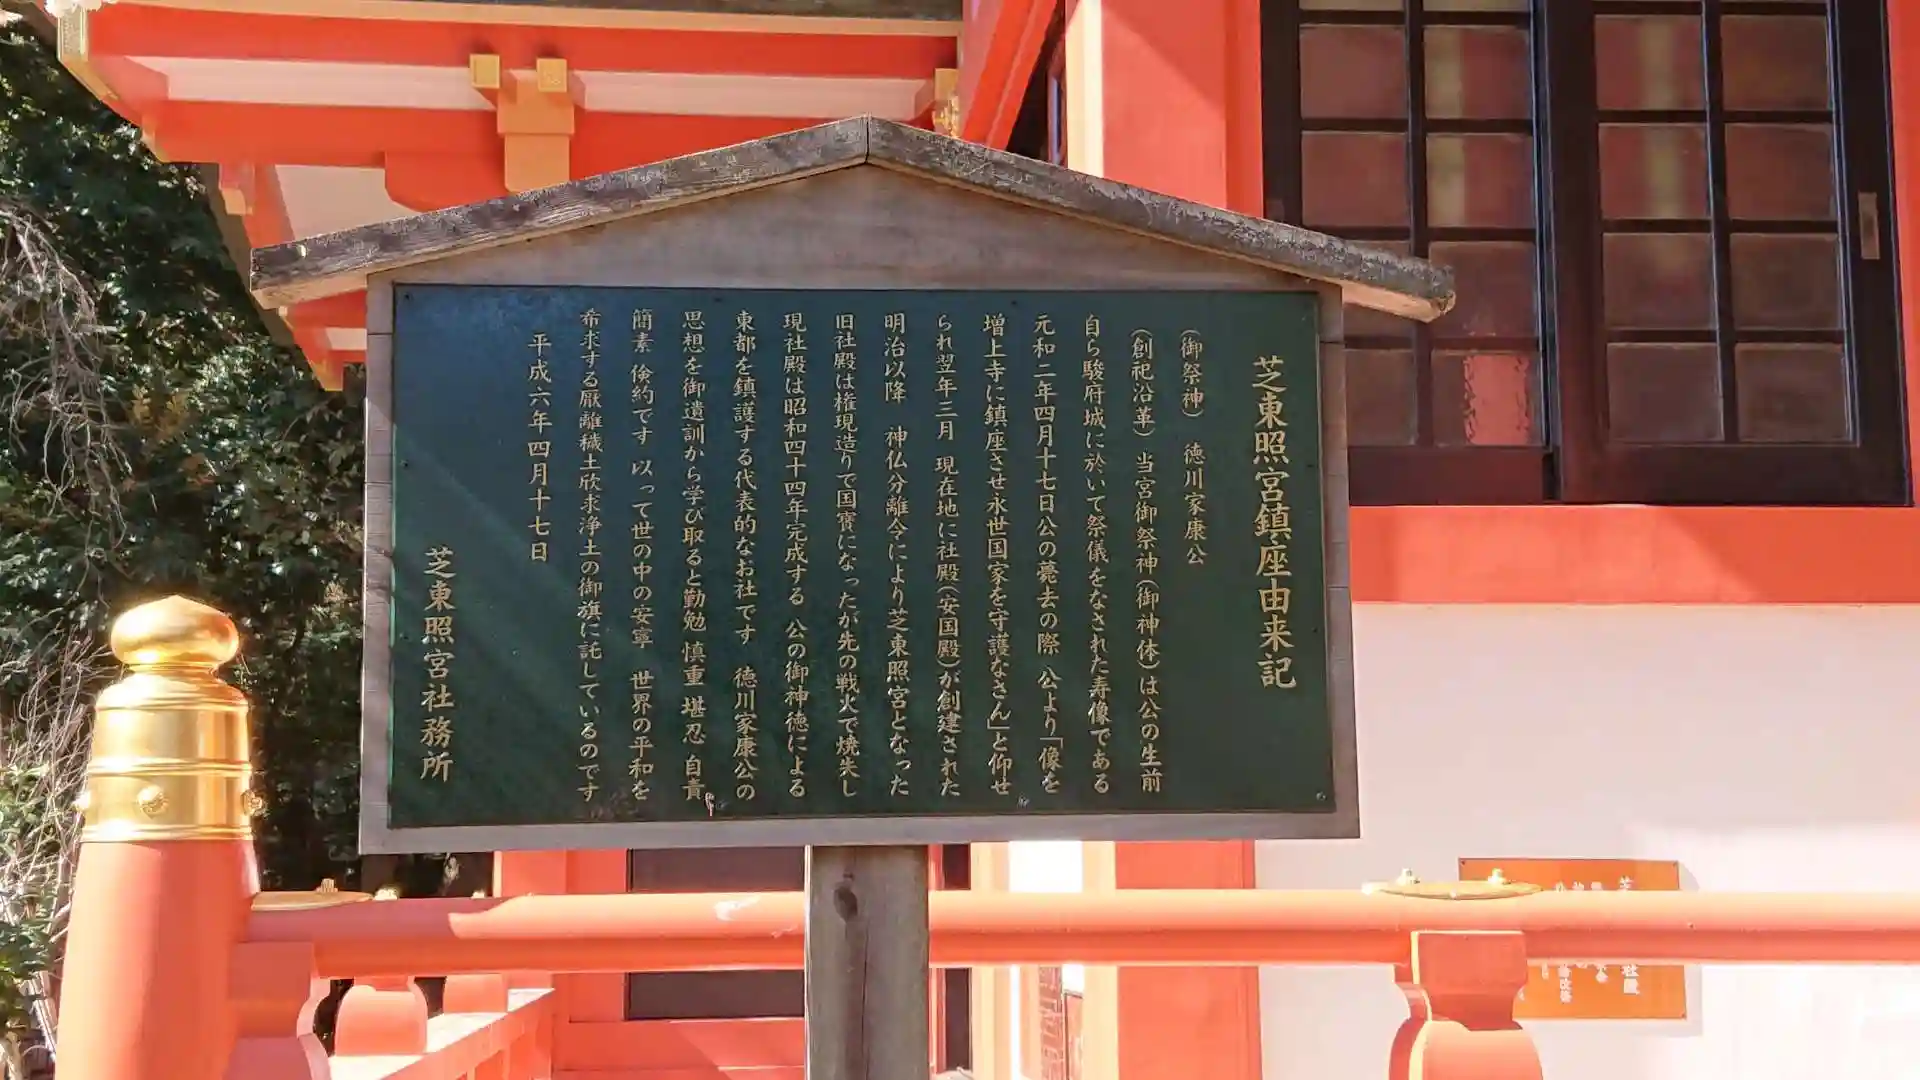 芝東照宮鎮座由来記
(御祭神) 徳川家康公
(創祀沿革) 当宮御祭神(御神体)は公の生前
自ら駿府城に於いて祭儀をなされた寿像である
元和二年四月十七日公の薨去の際 公より「像を
増上寺に鎮座させ永世国家を守護なさん」と仰せ
られ翌年三月 現在地に社殿(安国殿)が創建された
明治以降 神仏分離令により芝東照宮となった
旧社殿は権現造りで国寳になったが先の戦火で焼失し
現社殿は昭和四十四年完成する 公の御神徳による
東都を鎮護する代表的なお社です 徳川家康公の
思想を御遺訓から学び取ると勤勉 慎重 堪忍 自責
簡素 倹約です 以って世の中の安寧 世界の平和を
希求する厭離穢土欣求浄土の御旗に託しているのです
平成六年四月十七日
芝東照宮社務所